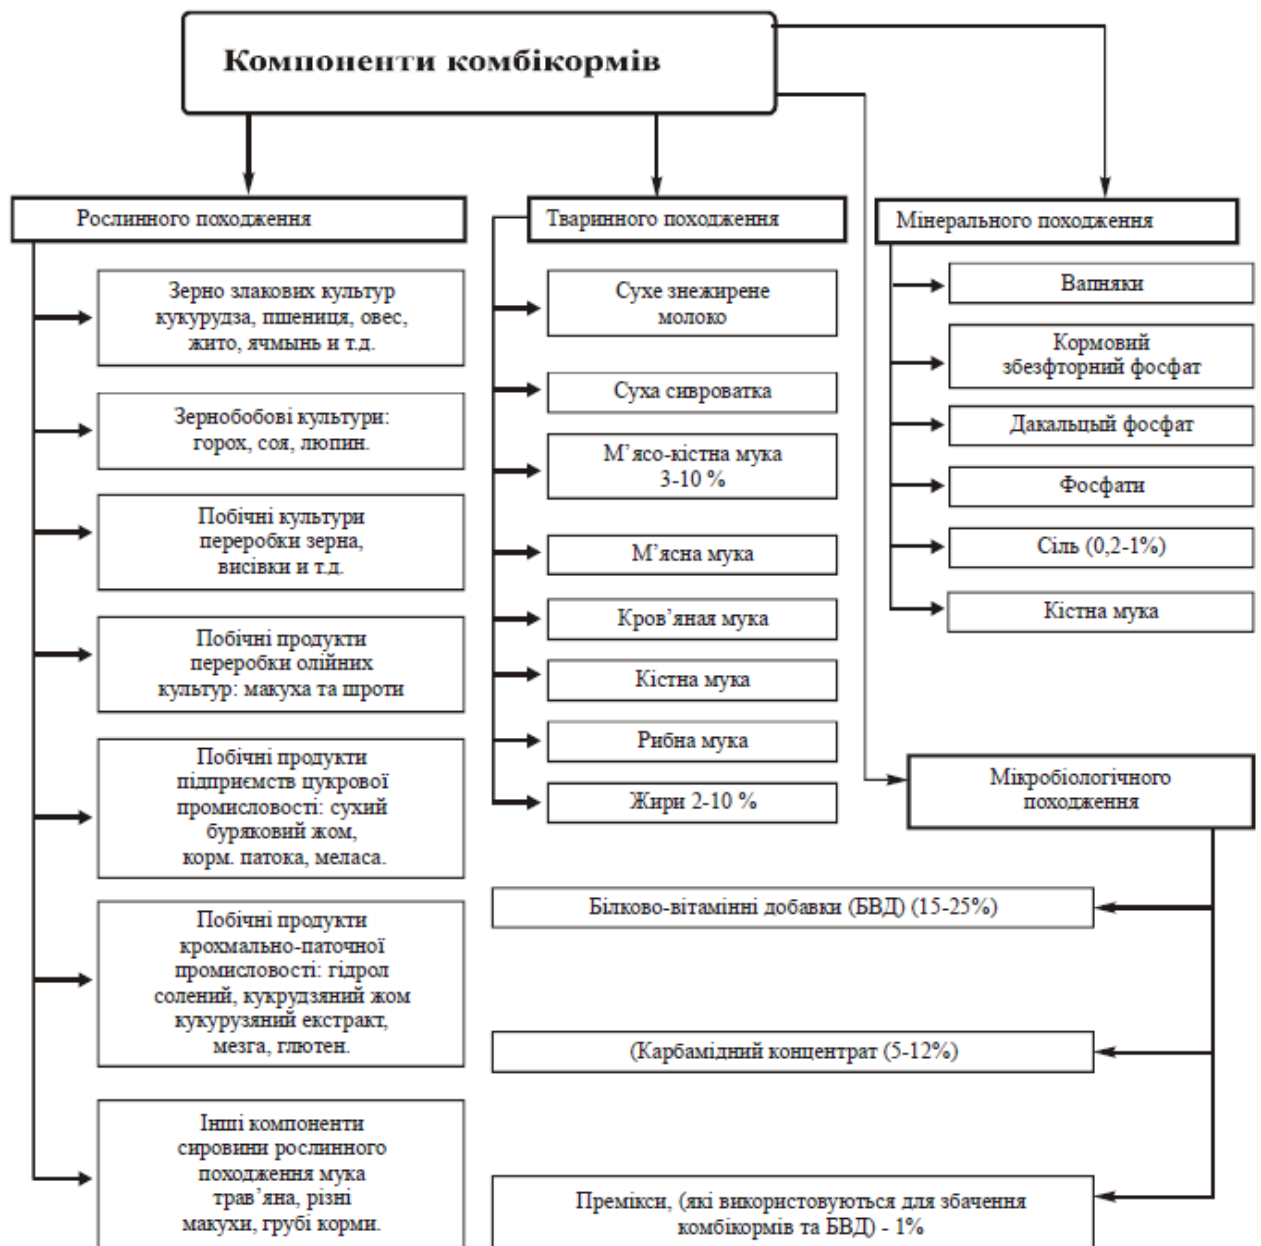 Компоненти комбікормів
Рослинного походження
Зерно злакових культур
кукурудза, пшениця, овес,
жито, ячмынь и т.д.
Зернобобові культури:
горох, соя, люпин.
Побічні культури
переробки зерна,
висівки и т.д.
Побічні продукти
переробки олійних
культур: макуха та шроти
Побічні продукти
підприємств цукрової
промисловості: сухий
буряковий жом,
корм. патока, меласа.
Побічні продукти
крохмально-паточної
промисловості: гідрол
солений, кукрудзяний жом
кукурузяний екстракт,
мезга, глютен.
Інші компоненти
сировини рослинного
походження мука
трав’яна, різні
макухи, грубі корми.
Тваринного походження
Сухе знежирене
молоко
Суха сивроватка
М’ясо-кістна мука
3-10 %
М’ясна мука
Кров’яная мука
Кістна мука
Рибна мука
Жири 2-10 %
Мінерального походження
Вапняки
Кормовий
збезфторний фосфат
Дакальцый фосфат
Фосфати
Сіль (0,2-1%)
Кістна мука
Мікробіологічного
походження
Білково-вітамінні добавки (БВД) (15-25%)
(Карбамідний концентрат (5-12%)
Премікси, (які використовуються для збачення
комбікормів та БВД) - 1%